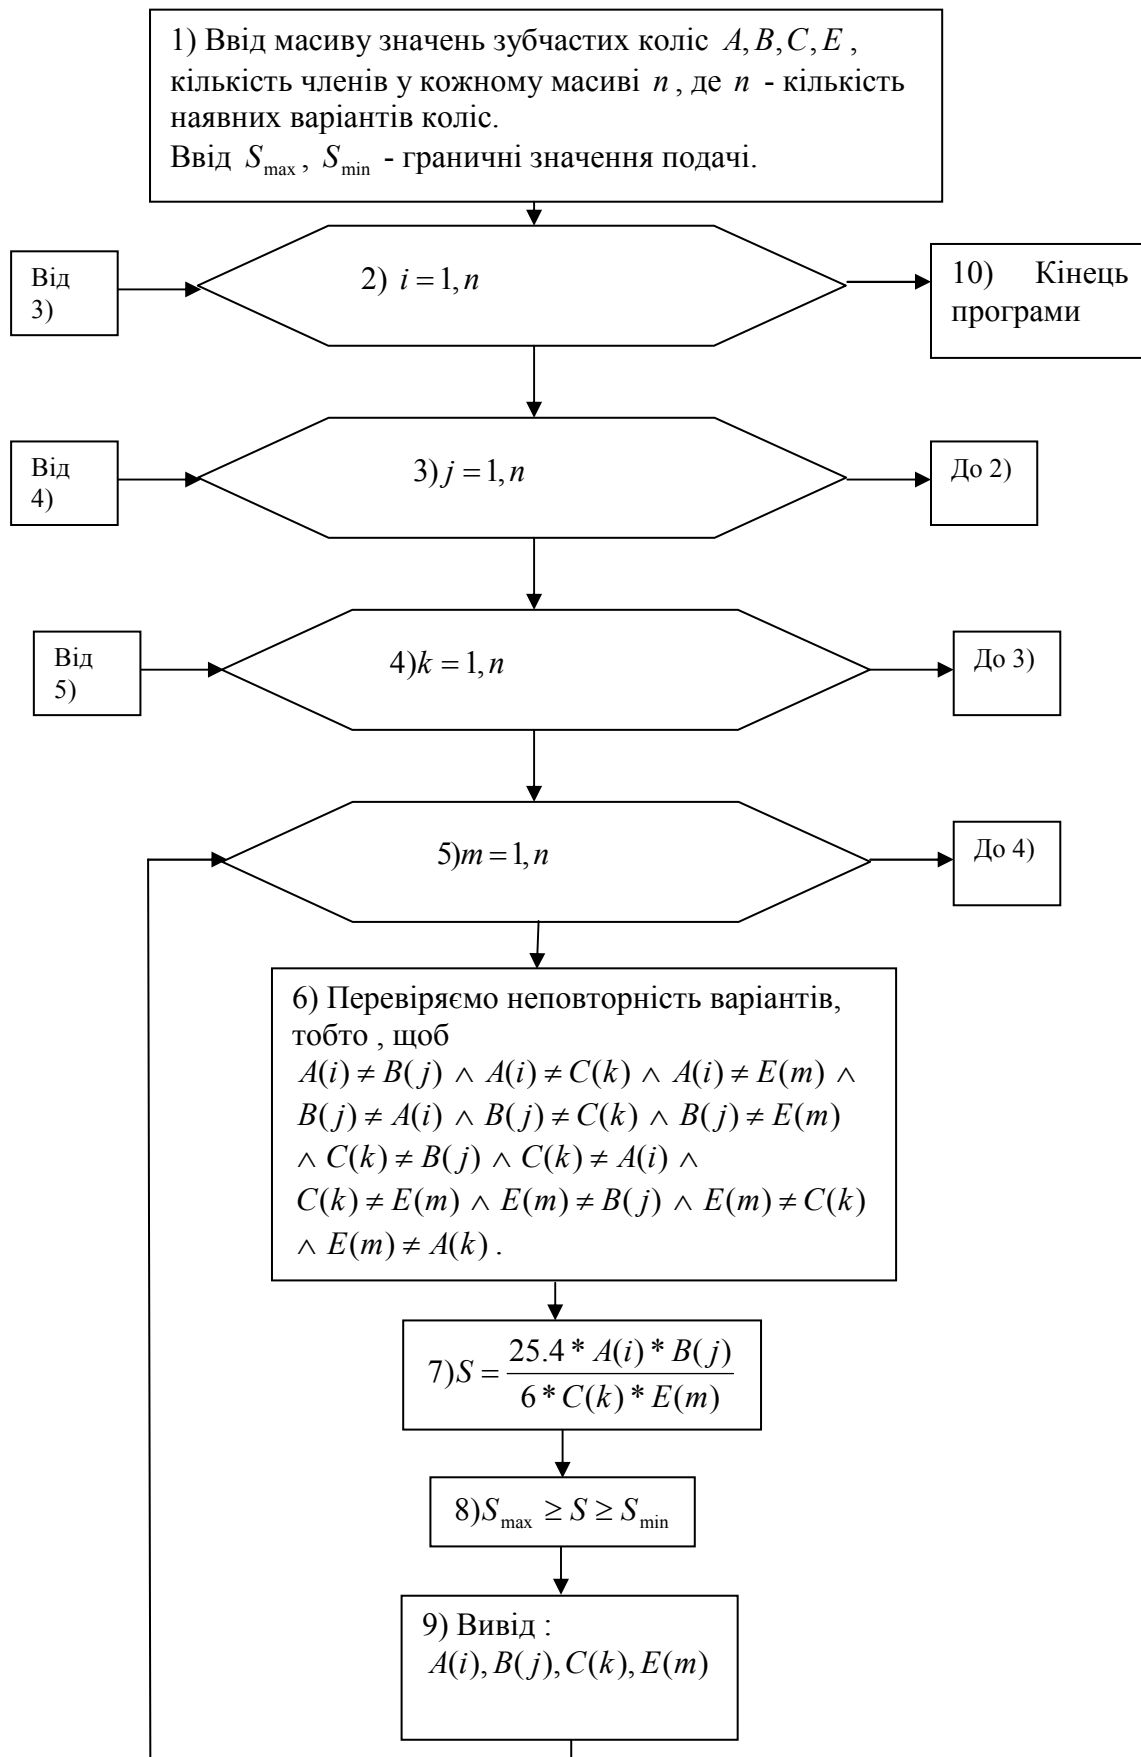 1) Ввід масиву значень зубчастих коліс A, B, C, E ,
кількість членів у кожному масиві n , де n - кількість
наявних варіантів коліс.
Ввід S_max , S_min - граничні значення подачі.
Від
3)
2) i = 1, n
10) Кінець
програми
Від
4)
3) j = 1, n
До 2)
Від
5)
4)k = 1, n
До 3)
5)m = 1, n
До 4)
6) Перевіряємо неповторність варіантів,
тобто , щоб
A(i) ≠ B(j) ∧ A(i) ≠ C(k) ∧ A(i) ≠ E(m) ∧
B(j) ≠ A(i) ∧ B(j) ≠ C(k) ∧ B(j) ≠ E(m)
∧ C(k) ≠ B(j) ∧ C(k) ≠ A(i) ∧
C(k) ≠ E(m) ∧ E(m) ≠ B(j) ∧ E(m) ≠ C(k)
∧ E(m) ≠ A(k) .
7)S = 25.4 * A(i) * B(j) / 6 * C(k) * E(m)
8)S_max ≥ S ≥ S_min
9) Вивід :
A(i), B(j), C(k), E(m)